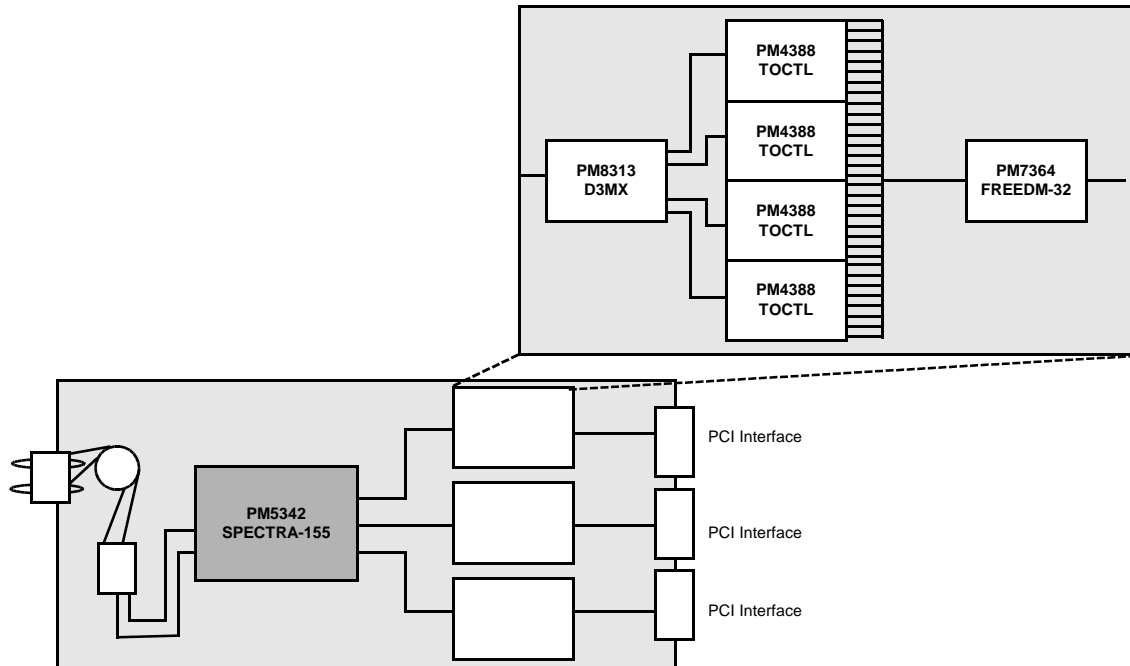 PM4388
TOCTL
PM4388
TOCTL
PM8313
D3MX
PM7364
FREEDM-32
PM4388
TOCTL
PM4388
TOCTL
PCI Interface
PM5342
SPECTRA-155
PCI Interface
PCI Interface